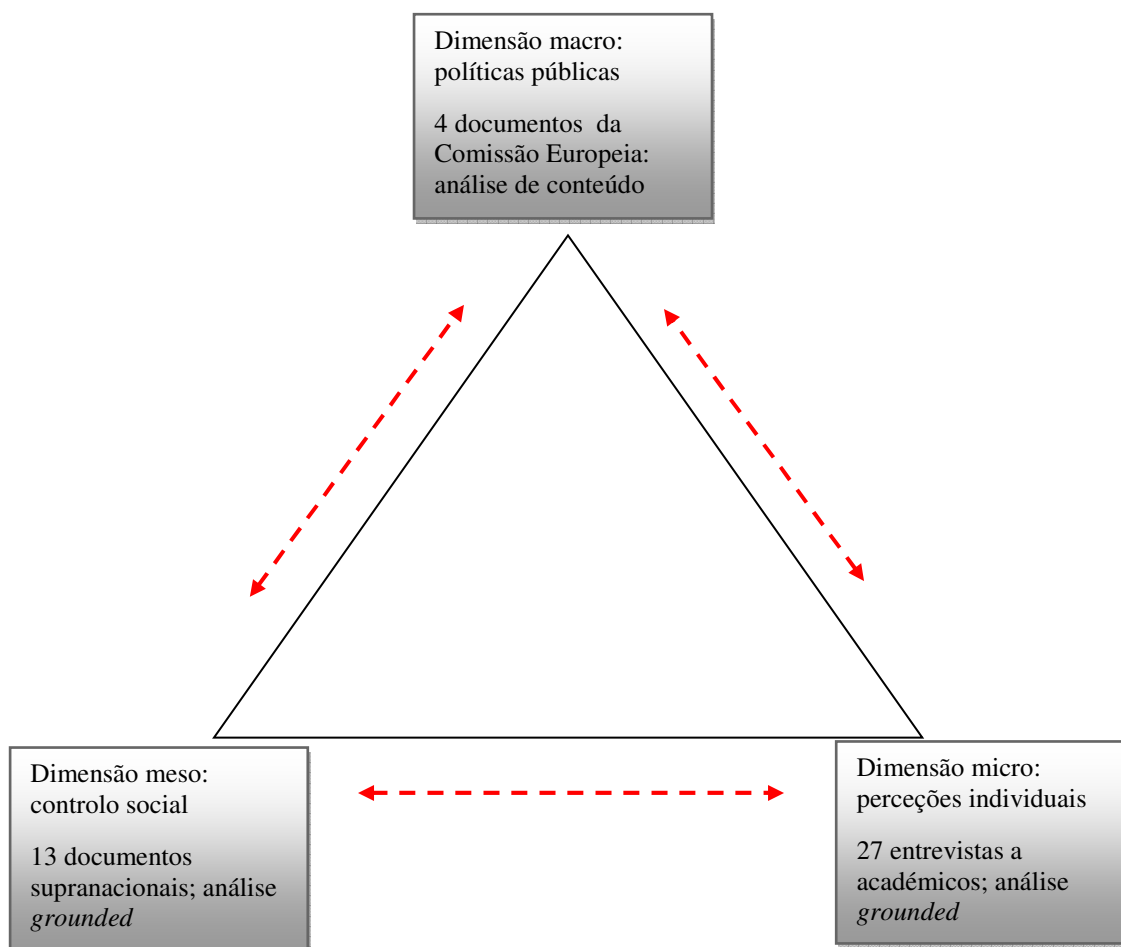 Dimensão macro:
políticas públicas
4 documentos da
Comissão Europeia:
análise de conteúdo
Dimensão meso:
controlo social
13 documentos
supranacionais; análise
grounded
Dimensão micro:
perceções individuais
27 entrevistas a
académicos; análise
grounded